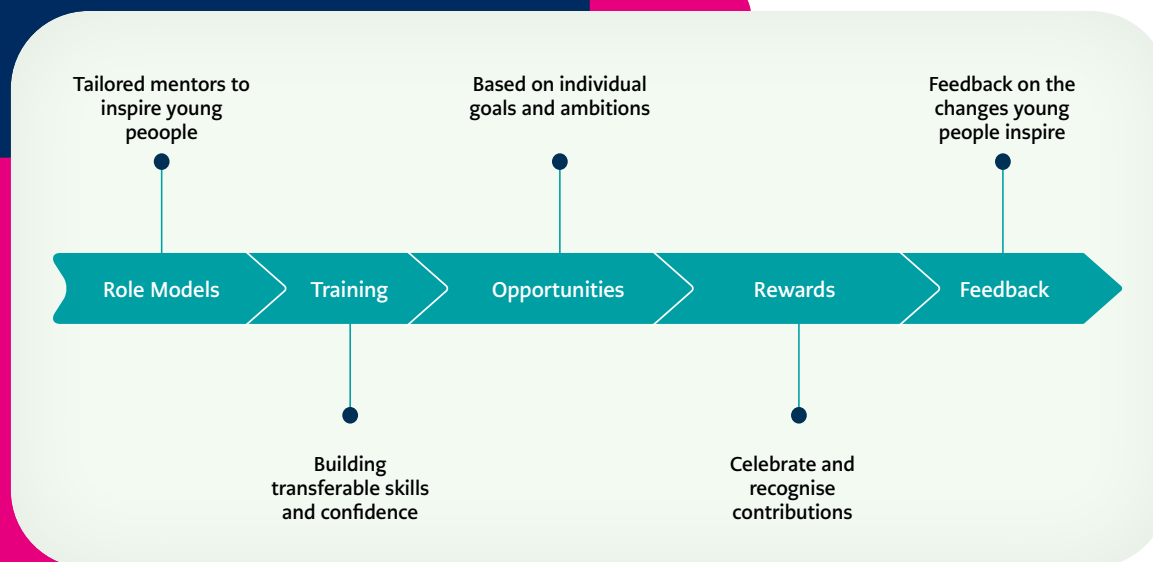 Tailored mentors to
inspire young
peoople
Based on individual
goals and ambitions
Feedback on the
changes young
people inspire
Role Models
Training
Opportunities
Rewards
Feedback
Building
transferable skills
and confidence
Celebrate and
recognise
contributions